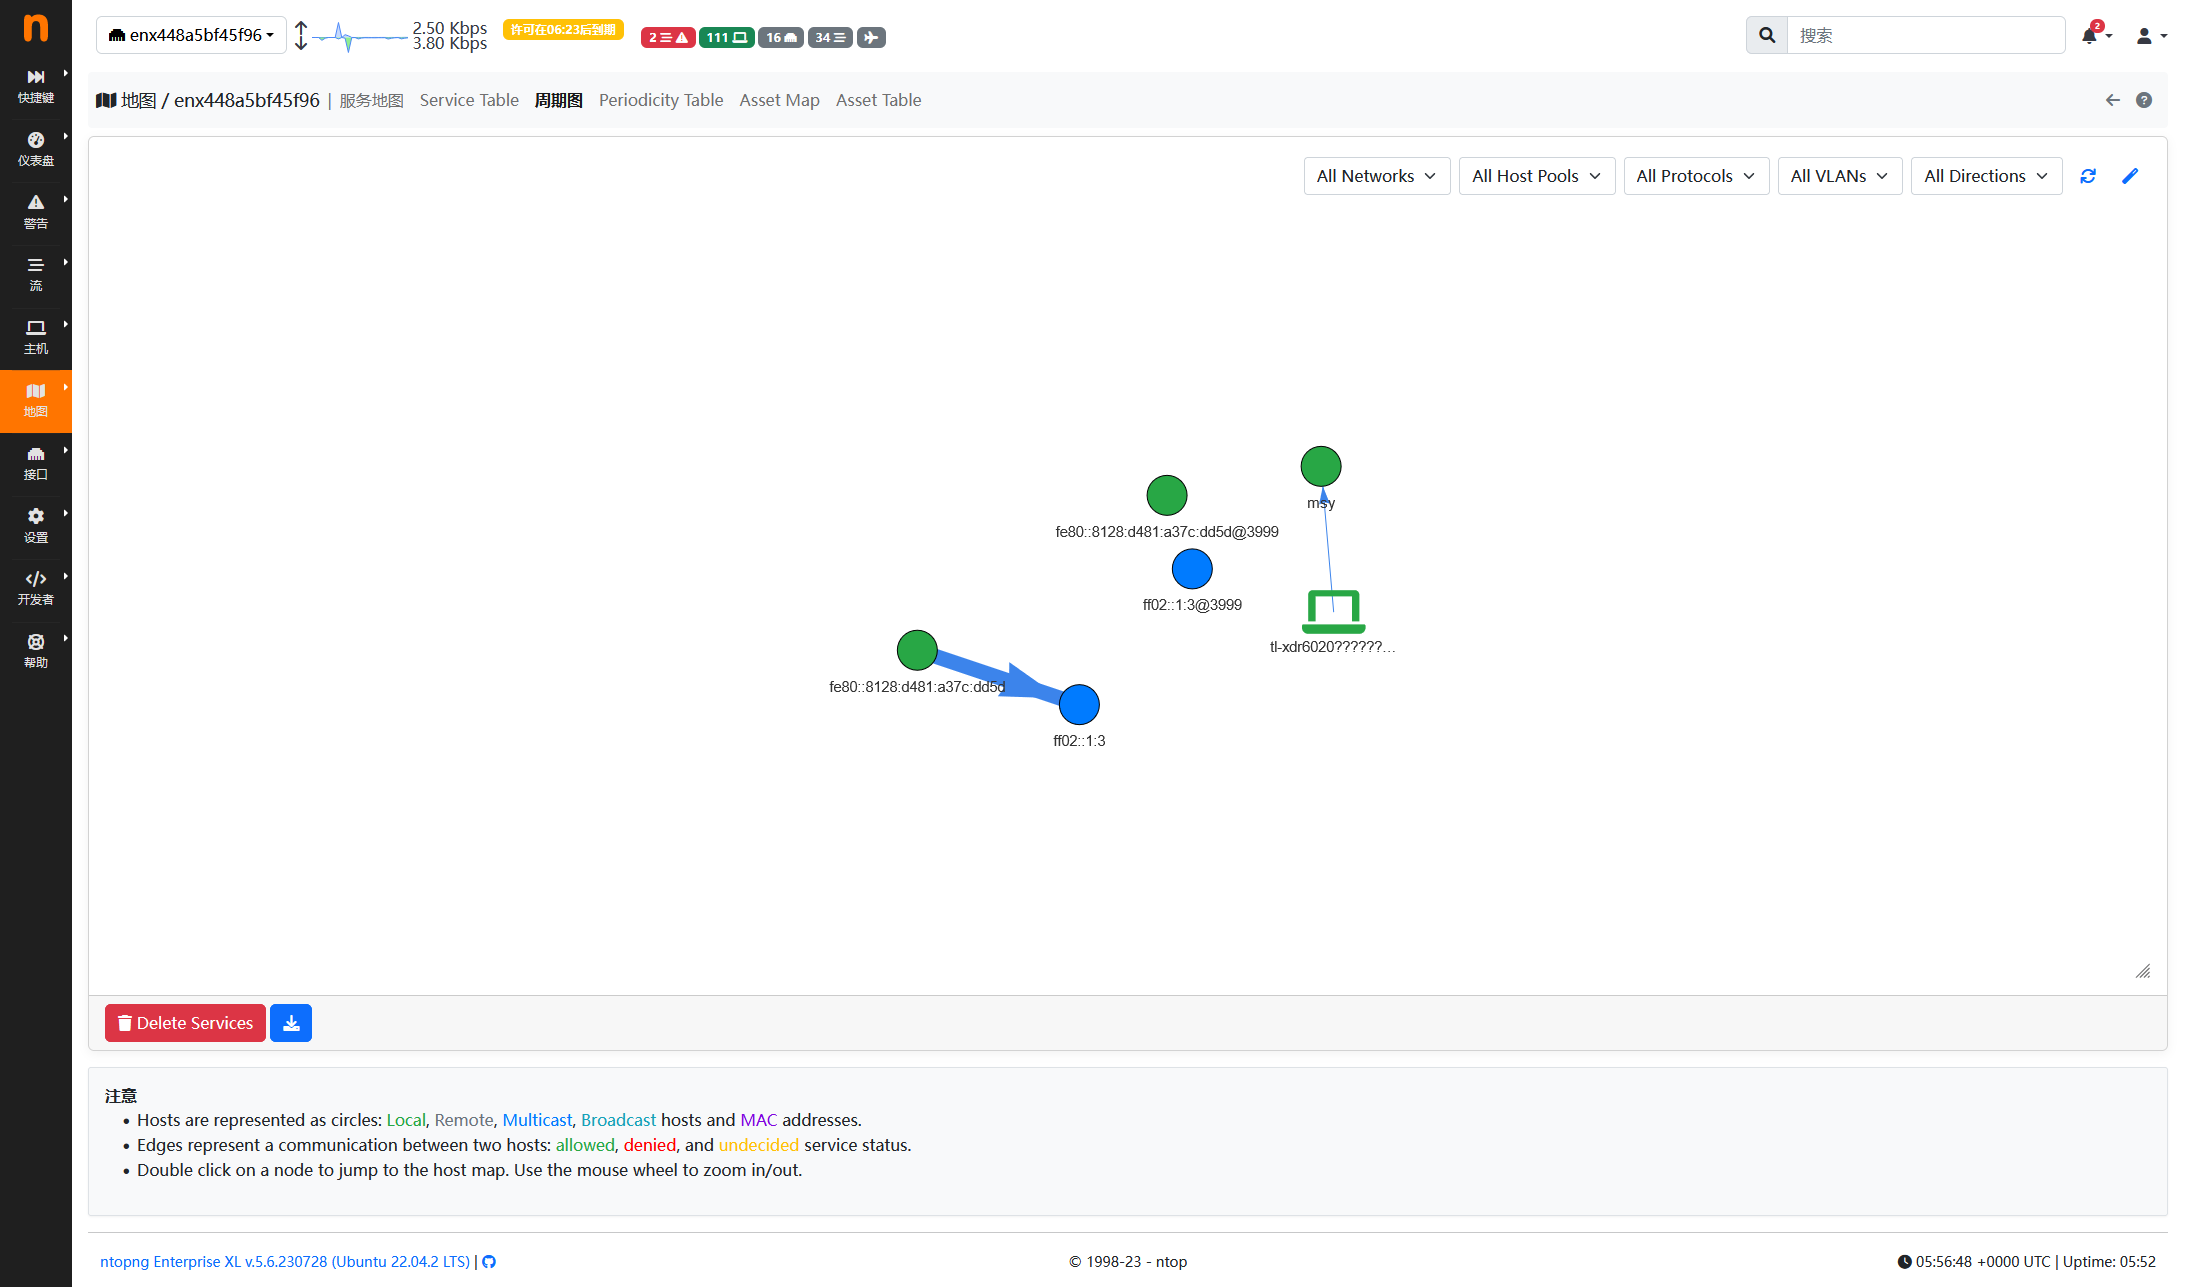 n
enx448a5bf45f96
2.50 Kbps
3.80 Kbps
许可在06:23后到期
2
111
16
34
搜索
2
快捷键
仪表盘
警告
流
主机
地图
接口
设置
开发者
帮助
地图 / enx448a5bf45f96 | 服务地图 Service Table 周期图 Periodicity Table Asset Map Asset Table
All Networks
All Host Pools
All Protocols
All VLANs
All Directions
msy
fe80::8128:d481:a37c:dd5d@3999
ff02::1:3@3999
tl-xdr6020??????...
fe80::8128:d481:a37c:dd5d
ff02::1:3
Delete Services
注意
• Hosts are represented as circles: Local, Remote, Multicast, Broadcast hosts and MAC addresses.
• Edges represent a communication between two hosts: allowed, denied, and undecided service status.
• Double click on a node to jump to the host map. Use the mouse wheel to zoom in/out.
ntopng Enterprise XL v.5.6.230728 (Ubuntu 22.04.2 LTS) |
© 1998-23 - ntop
05:56:48 +0000 UTC | Uptime: 05:52